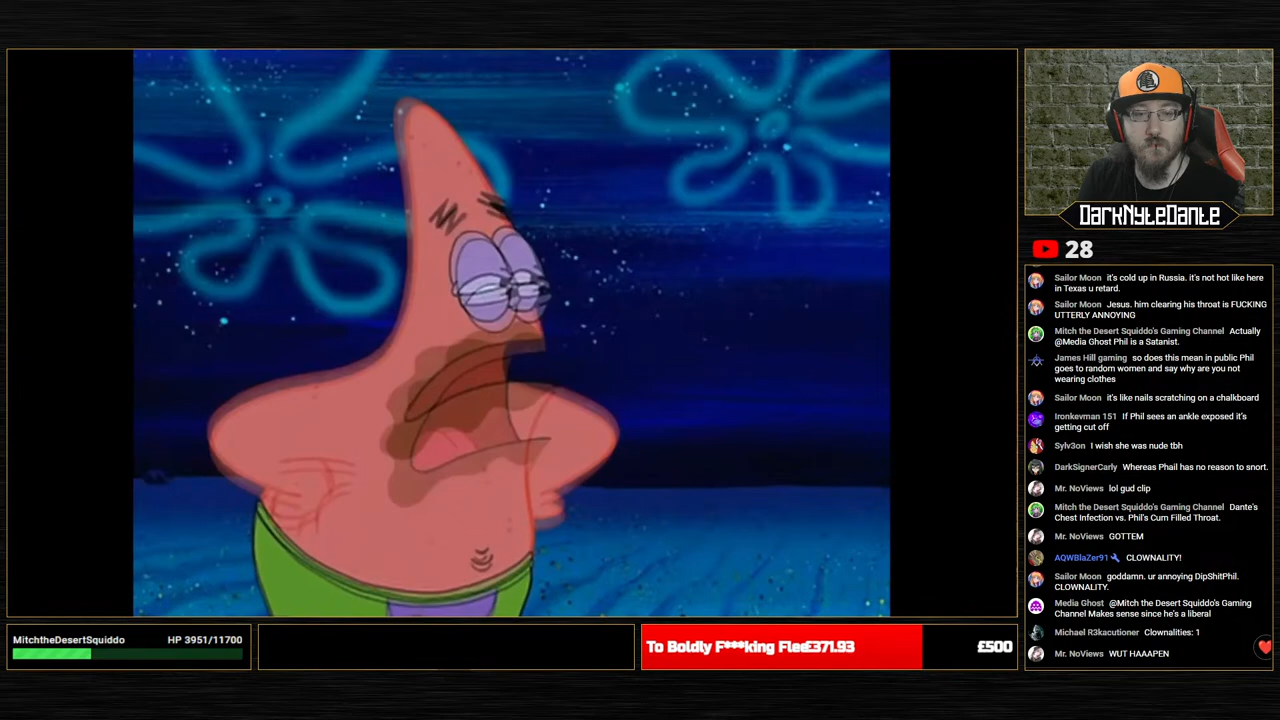 DarkNyteDante
28
Sailor Moon it's cold up in Russia. it's not hot like here
in Texas u retard.
Sailor Moon Jesus. him clearing his throat is FUCKING
UTTERLY ANNOYING
Mitch the Desert Squiddo's Gaming Channel Actually
@Media Ghost Phil is a Satanist.
James Hill gaming so does this mean in public Phil
goes to random women and say why are you not
wearing clothes
Sailor Moon it's like nails scratching on a chalkboard
Ironkevman 151 If Phil sees an ankle exposed it's
getting cut off
Sylv3on I wish she was nude tbh
DarkSignerCarly Whereas Phail has no reason to snort.
Mr. NoViews lol gud clip
Mitch the Desert Squiddo's Gaming Channel Dante's
Chest Infection vs. Phil's Cum Filled Throat.
Mr. NoViews GOTTEM
AQWBlaZer91 CLOWNALITY!
Sailor Moon goddamn. ur annoying DipShitPhil.
CLOWNALITY.
Media Ghost @Mitch the Desert Squiddo's Gaming
Channel Makes sense since he's a liberal
Michael R3kacutioner Clownalities: 1
Mr. NoViews WUT HAAAPEN
MitchtheDesertSquiddo HP 3951/11700
To Boldly F***king Flee£371.93 £500